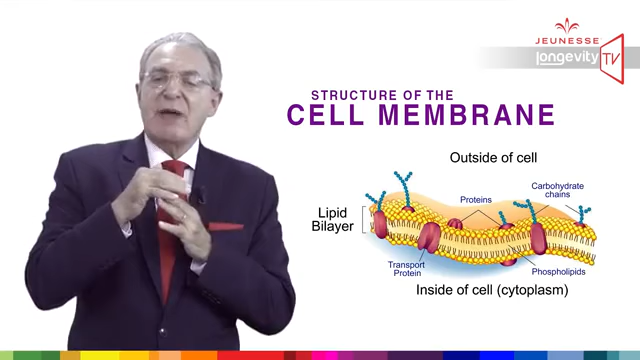 JEUNESSE
longevity TV
STRUCTURE OF THE
CELL MEMBRANE
Outside of cell
Carbohydrate
chains
Proteins
Lipid
Bilayer
Transport
Protein
Phospholipids
Inside of cell (cytoplasm)